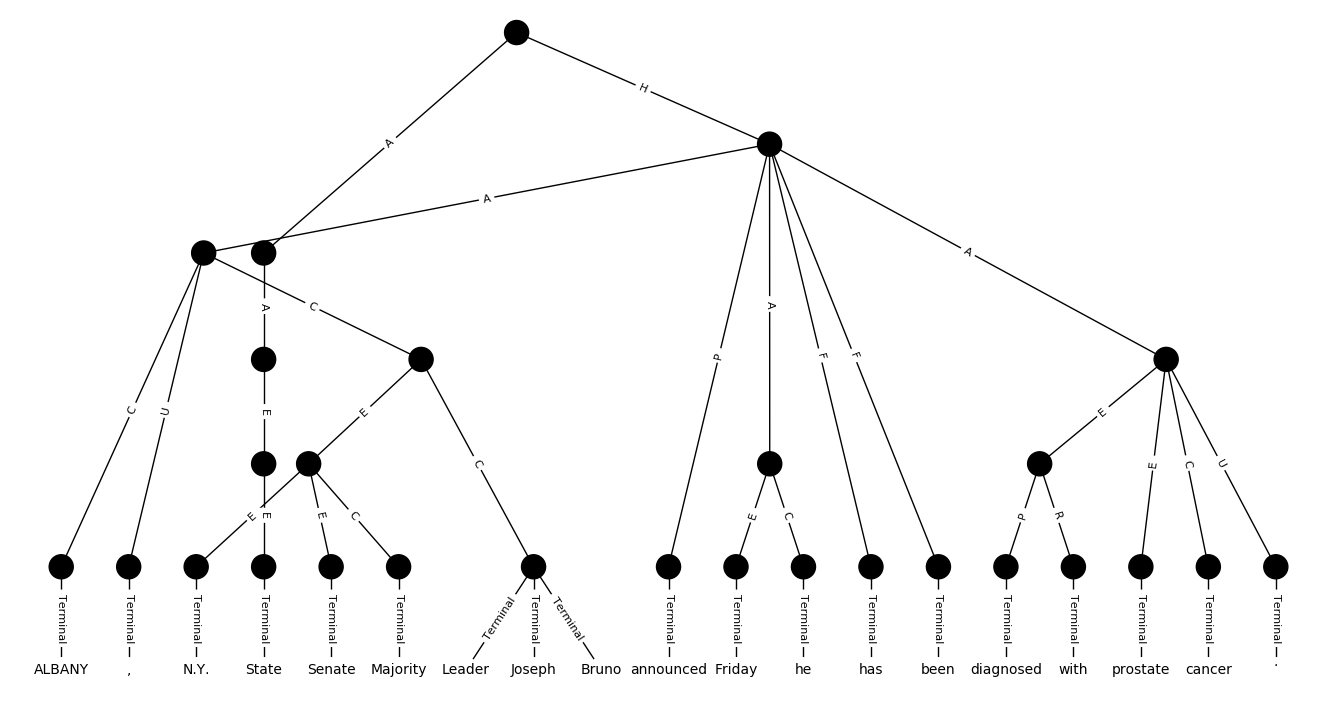 H
A
A
A
A C A
C U E E C P F F E E C U
E E E C E C P R
Terminal Terminal Terminal Terminal Terminal Terminal Terminal Terminal Terminal Terminal Terminal Terminal Terminal Terminal Terminal Terminal Terminal Terminal Terminal
ALBANY , N.Y. State Senate Majority Leader Joseph Bruno announced Friday he has been diagnosed with prostate cancer .